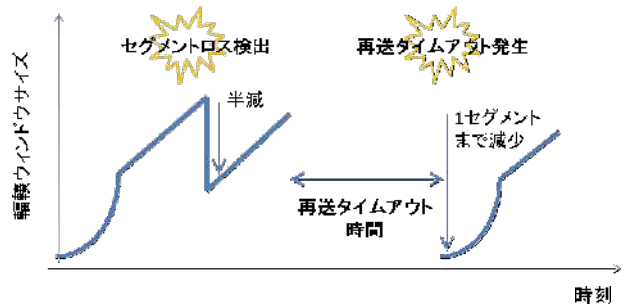 セグメントロス検出
再送タイムアウト発生
輻輳ウィンドウサイズ
半減
1セグメント
まで減少
再送タイムアウト
時間
時刻